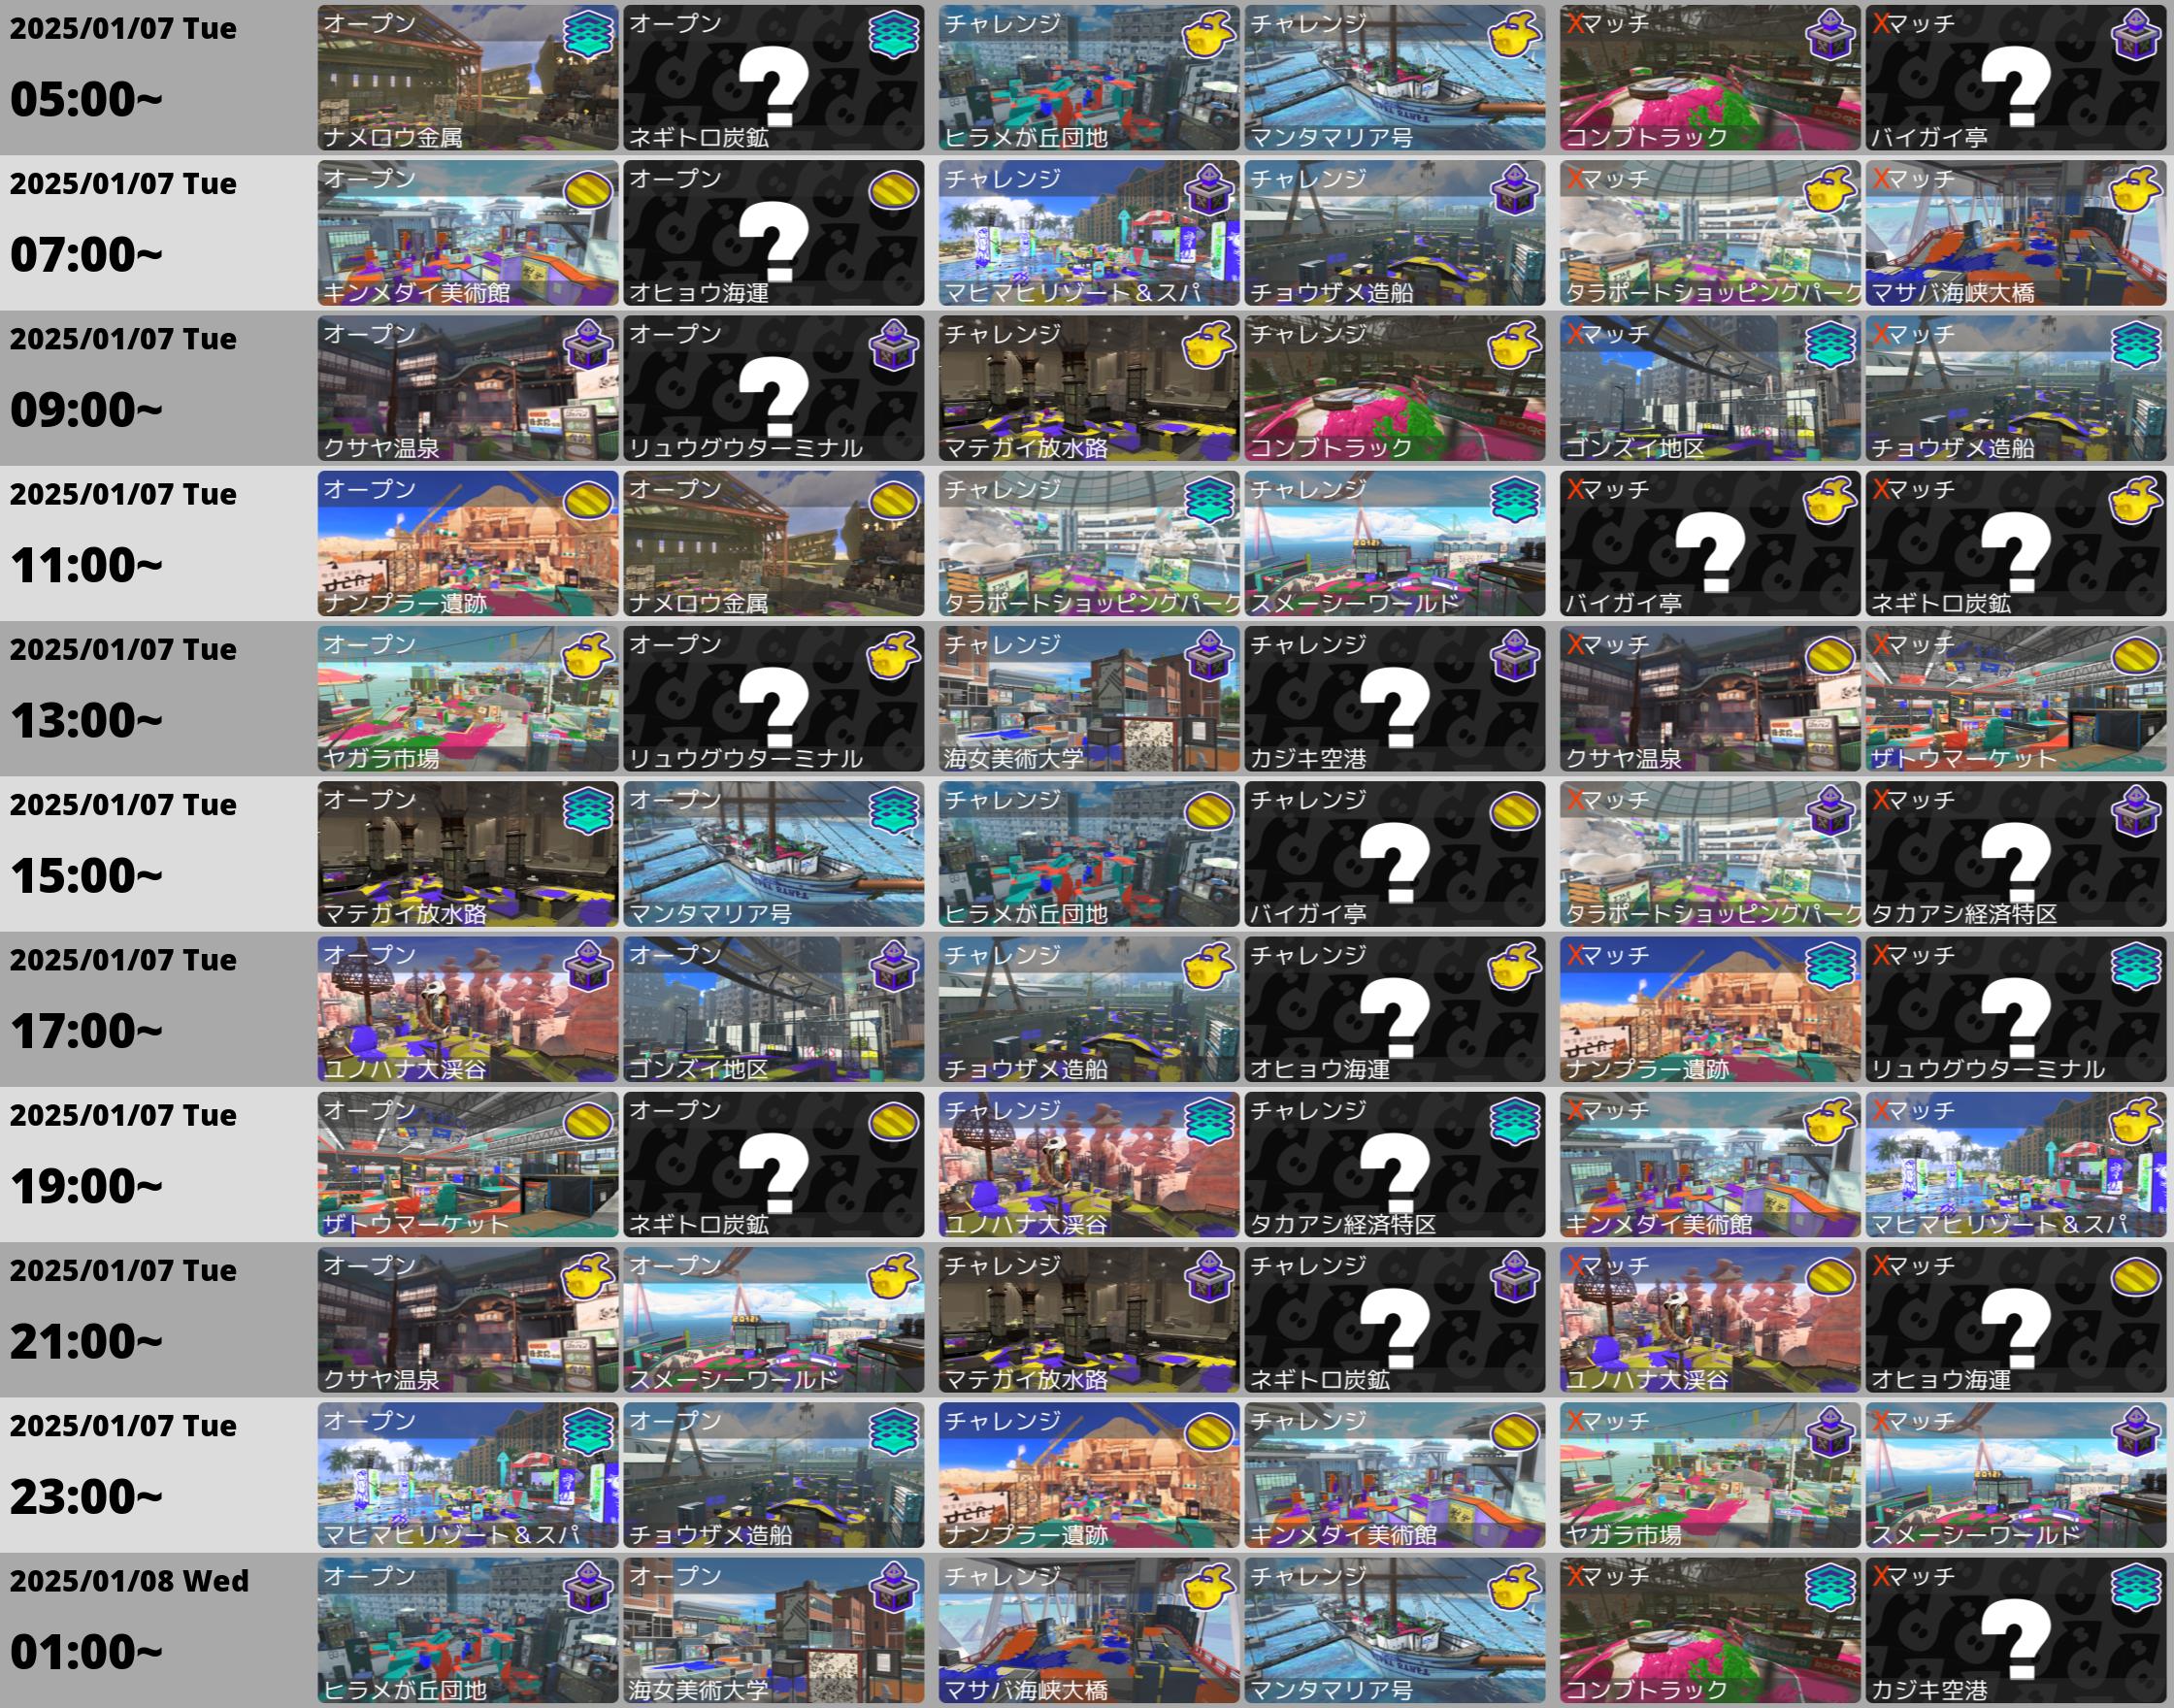 2025/01/07 Tue
05:00~
オープン
ナメロウ金属
オープン
?
ネギトロ炭鉱
チャレンジ
ヒラメが丘団地
チャレンジ
マンタマリア号
Xマッチ
コンブトラック
Xマッチ
?
バイガイ亭
2025/01/07 Tue
07:00~
オープン
キンメダイ美術館
オープン
?
オヒョウ海運
チャレンジ
マヒマヒリゾート&スパ
チャレンジ
チョウザメ造船
Xマッチ
タラポートショッピングパーク
Xマッチ
マサバ海峡大橋
2025/01/07 Tue
09:00~
オープン
クサヤ温泉
オープン
?
リュウグウターミナル
チャレンジ
マテガイ放水路
チャレンジ
コンブトラック
Xマッチ
ゴンズイ地区
Xマッチ
チョウザメ造船
2025/01/07 Tue
11:00~
オープン
ナンプラー遺跡
オープン
ナメロウ金属
チャレンジ
タラポートショッピングパーク
チャレンジ
スメーシーワールド
Xマッチ
?
バイガイ亭
Xマッチ
?
ネギトロ炭鉱
2025/01/07 Tue
13:00~
オープン
ヤガラ市場
オープン
?
リュウグウターミナル
チャレンジ
海女美術大学
チャレンジ
?
カジキ空港
Xマッチ
クサヤ温泉
Xマッチ
ザトウマーケット
2025/01/07 Tue
15:00~
オープン
マテガイ放水路
オープン
マンタマリア号
チャレンジ
ヒラメが丘団地
チャレンジ
?
バイガイ亭
Xマッチ
タラポートショッピングパーク
Xマッチ
?
タカアシ経済特区
2025/01/07 Tue
17:00~
オープン
ユノハナ大渓谷
オープン
ゴンズイ地区
チャレンジ
チョウザメ造船
チャレンジ
?
オヒョウ海運
Xマッチ
ナンプラー遺跡
Xマッチ
?
リュウグウターミナル
2025/01/07 Tue
19:00~
オープン
ザトウマーケット
オープン
?
ネギトロ炭鉱
チャレンジ
ユノハナ大渓谷
チャレンジ
?
タカアシ経済特区
Xマッチ
キンメダイ美術館
Xマッチ
マヒマヒリゾート&スパ
2025/01/07 Tue
21:00~
オープン
クサヤ温泉
オープン
スメーシーワールド
チャレンジ
マテガイ放水路
チャレンジ
?
ネギトロ炭鉱
Xマッチ
ユノハナ大渓谷
Xマッチ
?
オヒョウ海運
2025/01/07 Tue
23:00~
オープン
マヒマヒリゾート&スパ
オープン
チョウザメ造船
チャレンジ
ナンプラー遺跡
チャレンジ
キンメダイ美術館
Xマッチ
ヤガラ市場
Xマッチ
スメーシーワールド
2025/01/08 Wed
01:00~
オープン
ヒラメが丘団地
オープン
海女美術大学
チャレンジ
マサバ海峡大橋
チャレンジ
マンタマリア号
Xマッチ
コンブトラック
Xマッチ
?
カジキ空港